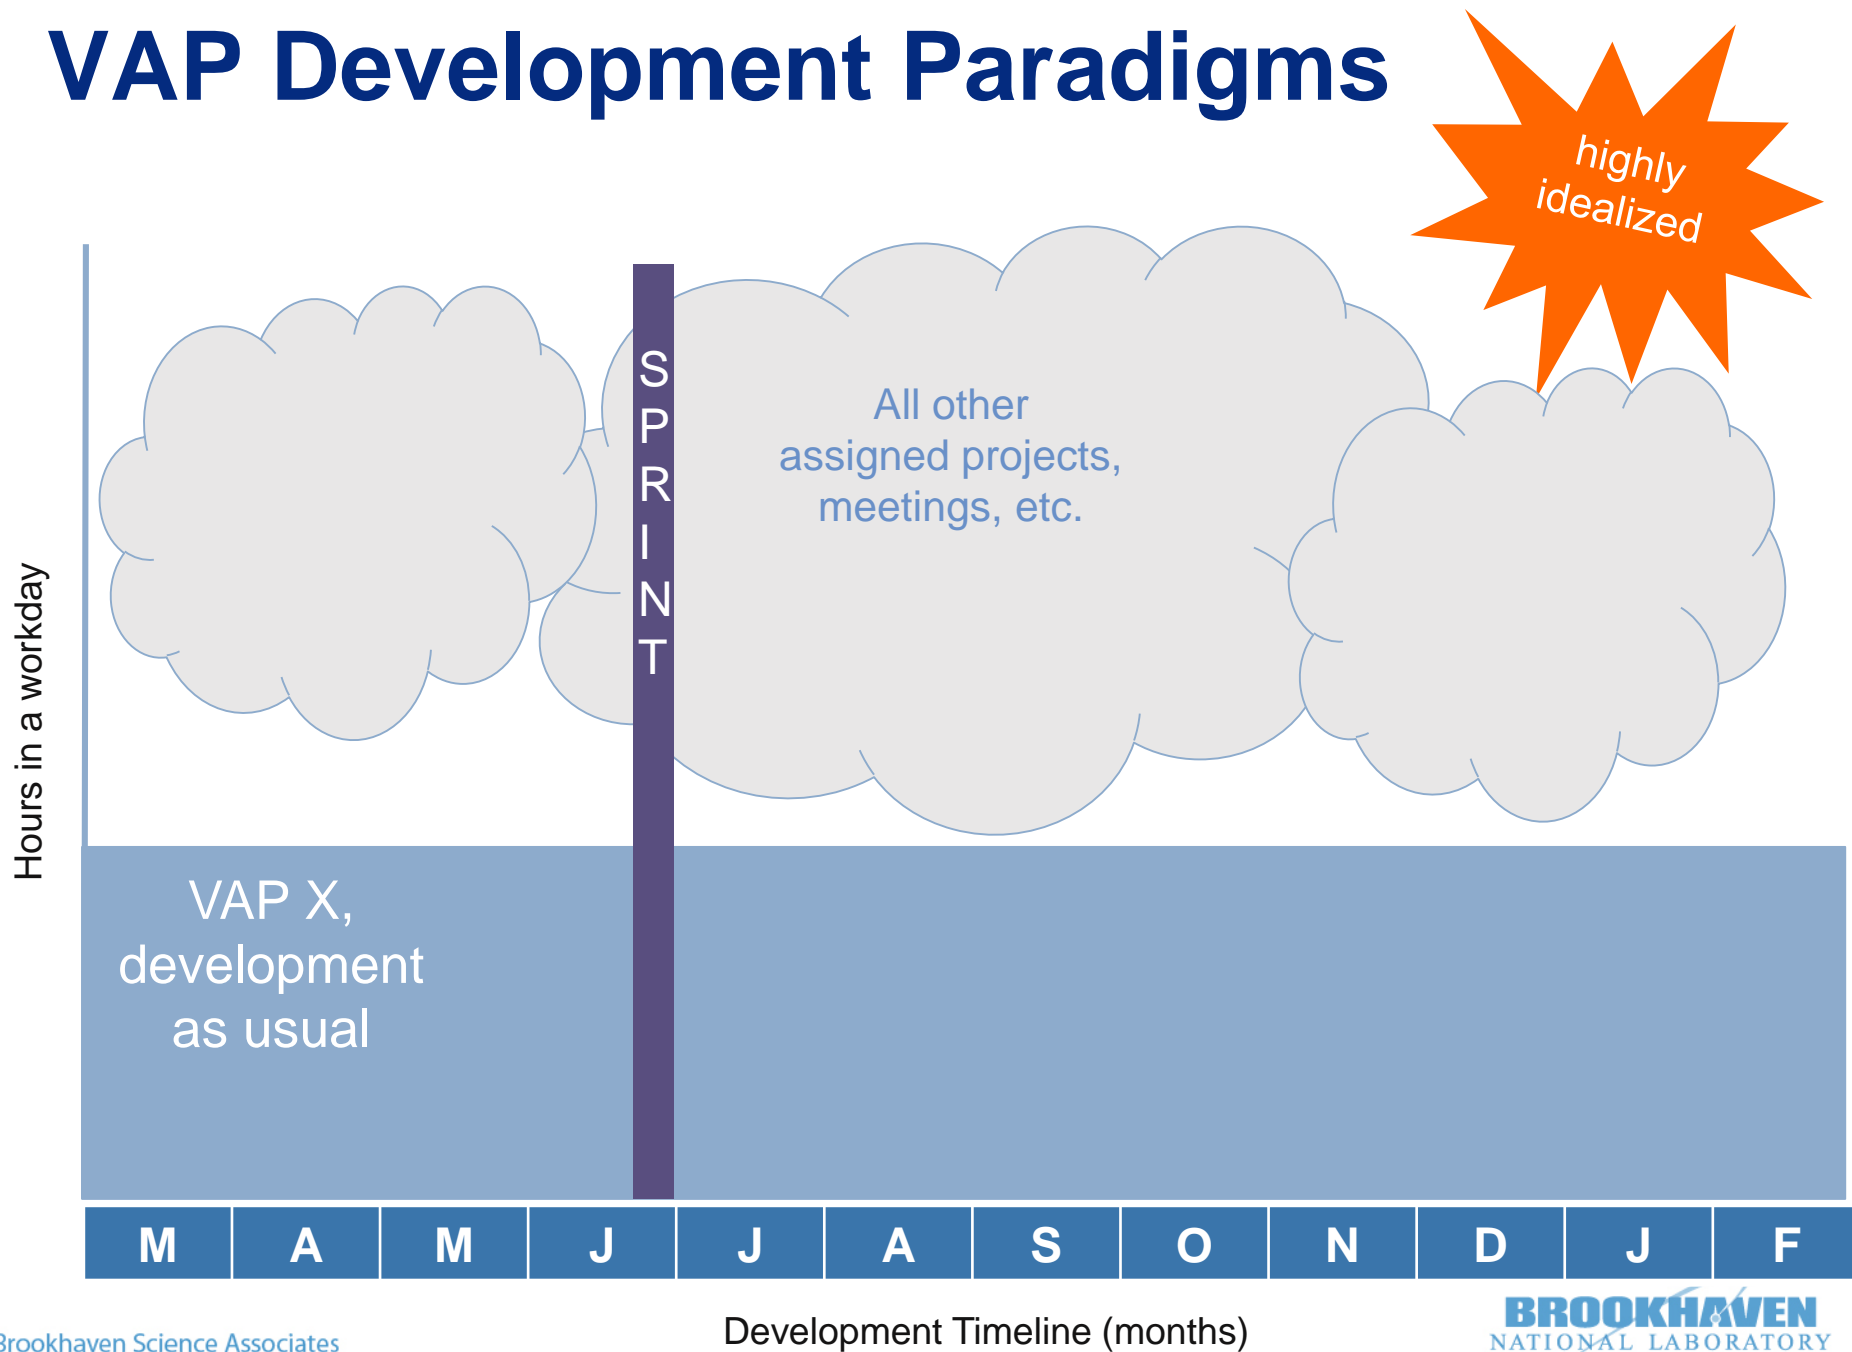 VAP Development Paradigms
highly
idealized
S
P
R
I
N
T
All other
assigned projects,
meetings, etc.
Hours in a workday
VAP X,
development
as usual
M A M J J A S O N D J F
Development Timeline (months)
Brookhaven Science Associates
BROOKHAVEN
NATIONAL LABORATORY